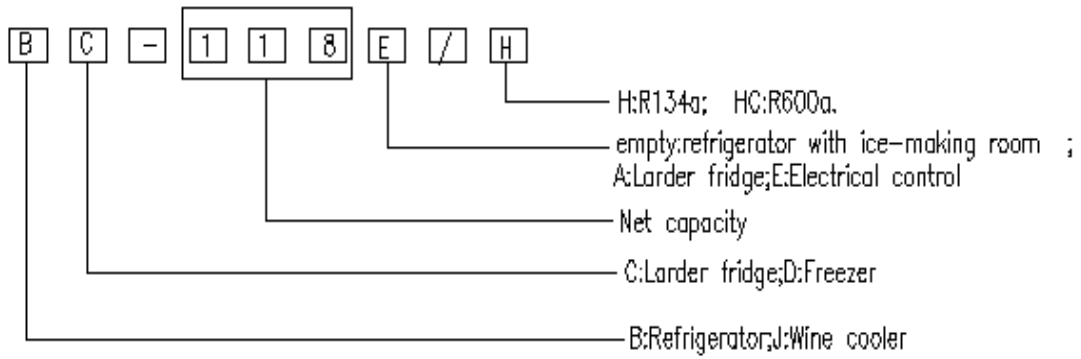 B C - 1 1 8 E / H
H:R134a; HC:R600a.
empty:refrigerator with ice-making room ;
A:Larder fridge;E:Electrical control
Net capacity
C:Larder fridge;D:Freezer
B:Refrigerator;J:Wine cooler